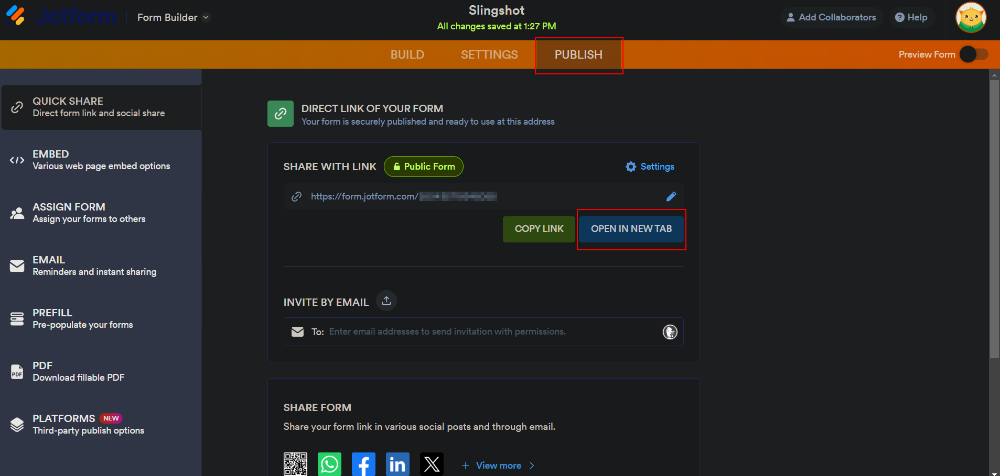 Jotform
Form Builder
Slingshot
All changes saved at 1:27 PM
Add Collaborators
Help
BUILD
SETTINGS
PUBLISH
Preview Form
QUICK SHARE
Direct form link and social share
EMBED
Various web page embed options
ASSIGN FORM
Assign your forms to others
EMAIL
Reminders and instant sharing
PREFILL
Pre-populate your forms
PDF
PDF
Download fillable PDF
PLATFORMS NEW
Third-party publish options
DIRECT LINK OF YOUR FORM
Your form is securely published and ready to use at this address
SHARE WITH LINK
Public Form
Settings
https://form.jotform.com/
COPY LINK
OPEN IN NEW TAB
INVITE BY EMAIL
To: Enter email addresses to send invitation with permissions.
SHARE FORM
Share your form link in various social posts and through email.
+ View more